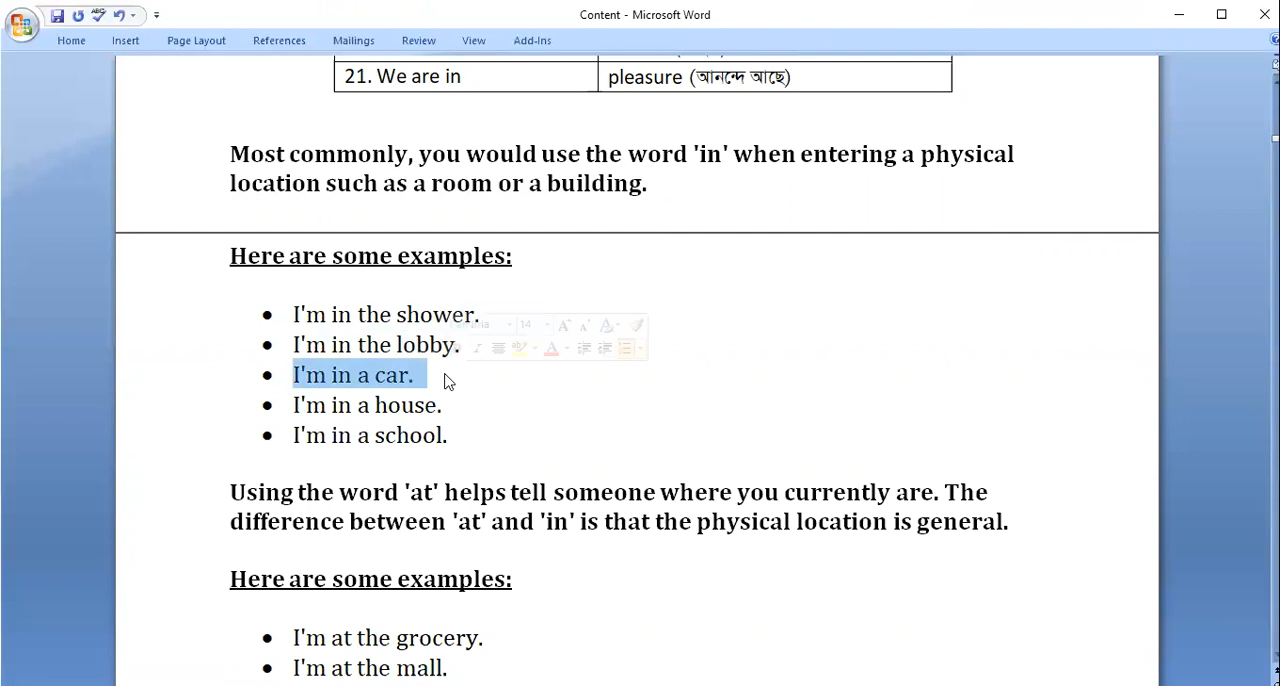 Content - Microsoft Word
Home Insert Page Layout References Mailings Review View Add-Ins
21. We are in pleasure (আনন্দে আছে)
Most commonly, you would use the word 'in' when entering a physical
location such as a room or a building.
Here are some examples:
• I'm in the shower.
• I'm in the lobby.
• I'm in a car.
• I'm in a house.
• I'm in a school.
Using the word 'at' helps tell someone where you currently are. The
difference between 'at' and 'in' is that the physical location is general.
Here are some examples:
• I'm at the grocery.
• I'm at the mall.